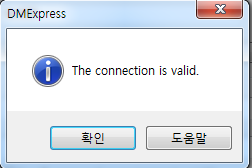 DMExpress
The connection is valid.
확인
도움말